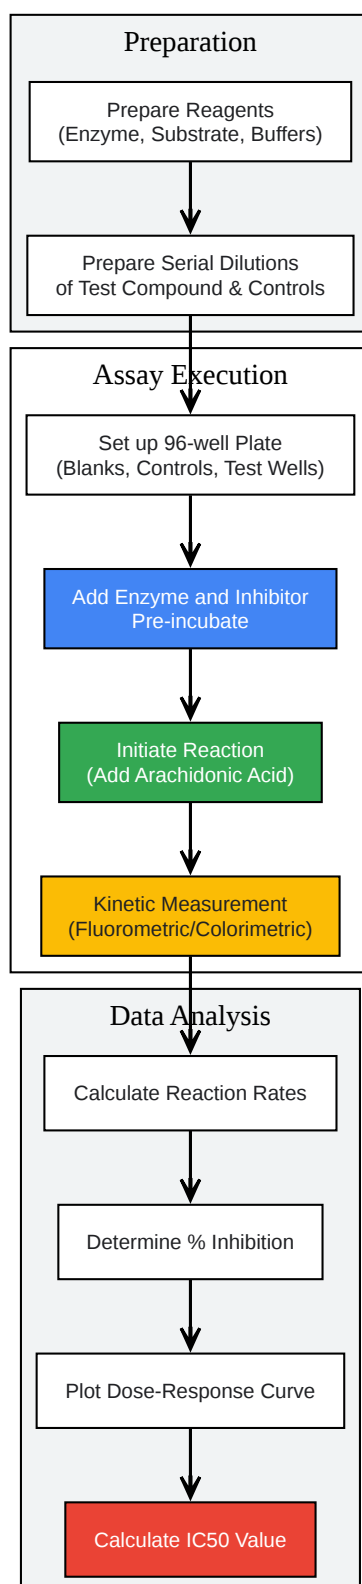 Preparation
Prepare Reagents
(Enzyme, Substrate, Buffers)
Prepare Serial Dilutions
of Test Compound & Controls
Assay Execution
Set up 96-well Plate
(Blanks, Controls, Test Wells)
Add Enzyme and Inhibitor
Pre-incubate
Initiate Reaction
(Add Arachidonic Acid)
Kinetic Measurement
(Fluorometric/Colorimetric)
Data Analysis
Calculate Reaction Rates
Determine % Inhibition
Plot Dose-Response Curve
Calculate IC50 Value